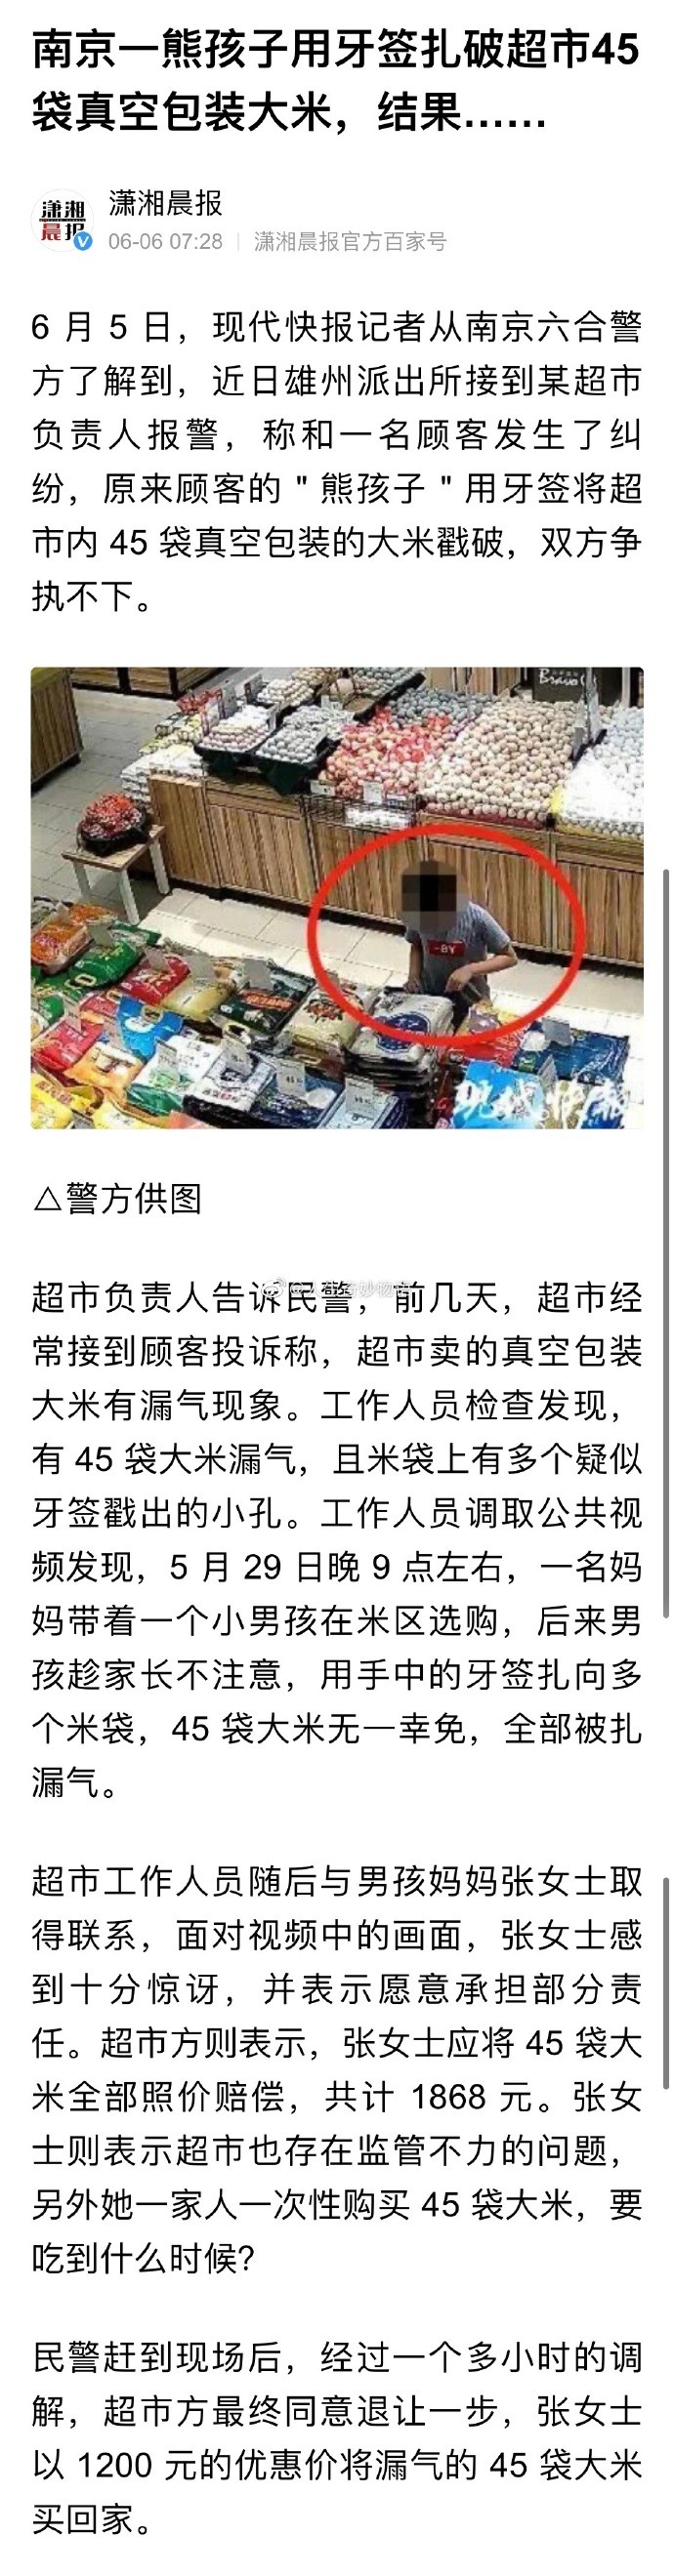 南京一熊孩子用牙签扎破超市45
袋真空包装大米，结果……
潇湘
晨报
潇湘晨报
06-06 07:28 | 潇湘晨报官方百家号
6 月 5 日，现代快报记者从南京六合警
方了解到，近日雄州派出所接到某超市
负责人报警，称和一名顾客发生了纠
纷，原来顾客的 " 熊孩子 " 用牙签将超
市内 45 袋真空包装的大米戳破，双方争
执不下。
Bravo
-BY
现代快报
△警方供图
超市负责人告诉民警，前几天，超市经
常接到顾客投诉称，超市卖的真空包装
大米有漏气现象。工作人员检查发现，
有 45 袋大米漏气，且米袋上有多个疑似
牙签戳出的小孔。工作人员调取公共视
频发现，5 月 29 日晚 9 点左右，一名妈
妈带着一个小男孩在米区选购，后来男
孩趁家长不注意，用手中的牙签扎向多
个米袋，45 袋大米无一幸免，全部被扎
漏气。
超市工作人员随后与男孩妈妈张女士取
得联系，面对视频中的画面，张女士感
到十分惊讶，并表示愿意承担部分责
任。超市方则表示，张女士应将 45 袋大
米全部照价赔偿，共计 1868 元。张女
士则表示超市也存在监管不力的问题，
另外她一家人一次性购买 45 袋大米，要
吃到什么时候?
民警赶到现场后，经过一个多小时的调
解，超市方最终同意退让一步，张女士
以 1200 元的优惠价将漏气的 45 袋大米
买回家。